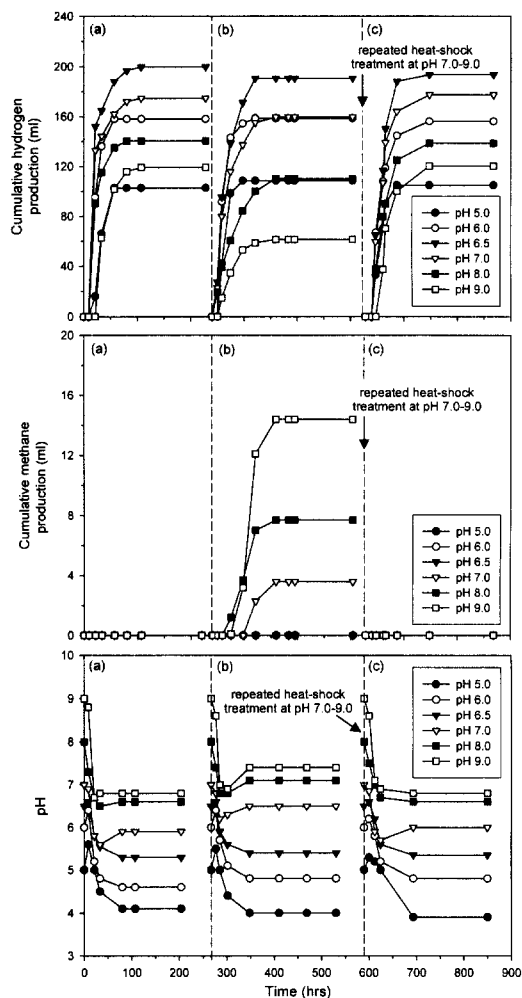 (a) (b) (c)
repeated heat-shock
treatment at pH 7.0-9.0
Cumulative hydrogen
production (ml)
240
200
160
120
80
40
0
pH 5.0
pH 6.0
pH 6.5
pH 7.0
pH 8.0
pH 9.0
(a) (b) (c)
repeated heat-shock
treatment at pH 7.0-9.0
Cumulative methane
production (ml)
20
16
12
8
4
0
pH 5.0
pH 6.0
pH 6.5
pH 7.0
pH 8.0
pH 9.0
(a) (b) (c)
repeated heat-shock
treatment at pH 7.0-9.0
pH
10
9
8
7
6
5
4
3
pH 5.0
pH 6.0
pH 6.5
pH 7.0
pH 8.0
pH 9.0
0 100 200 300 400 500 600 700 800 900
Time (hrs)